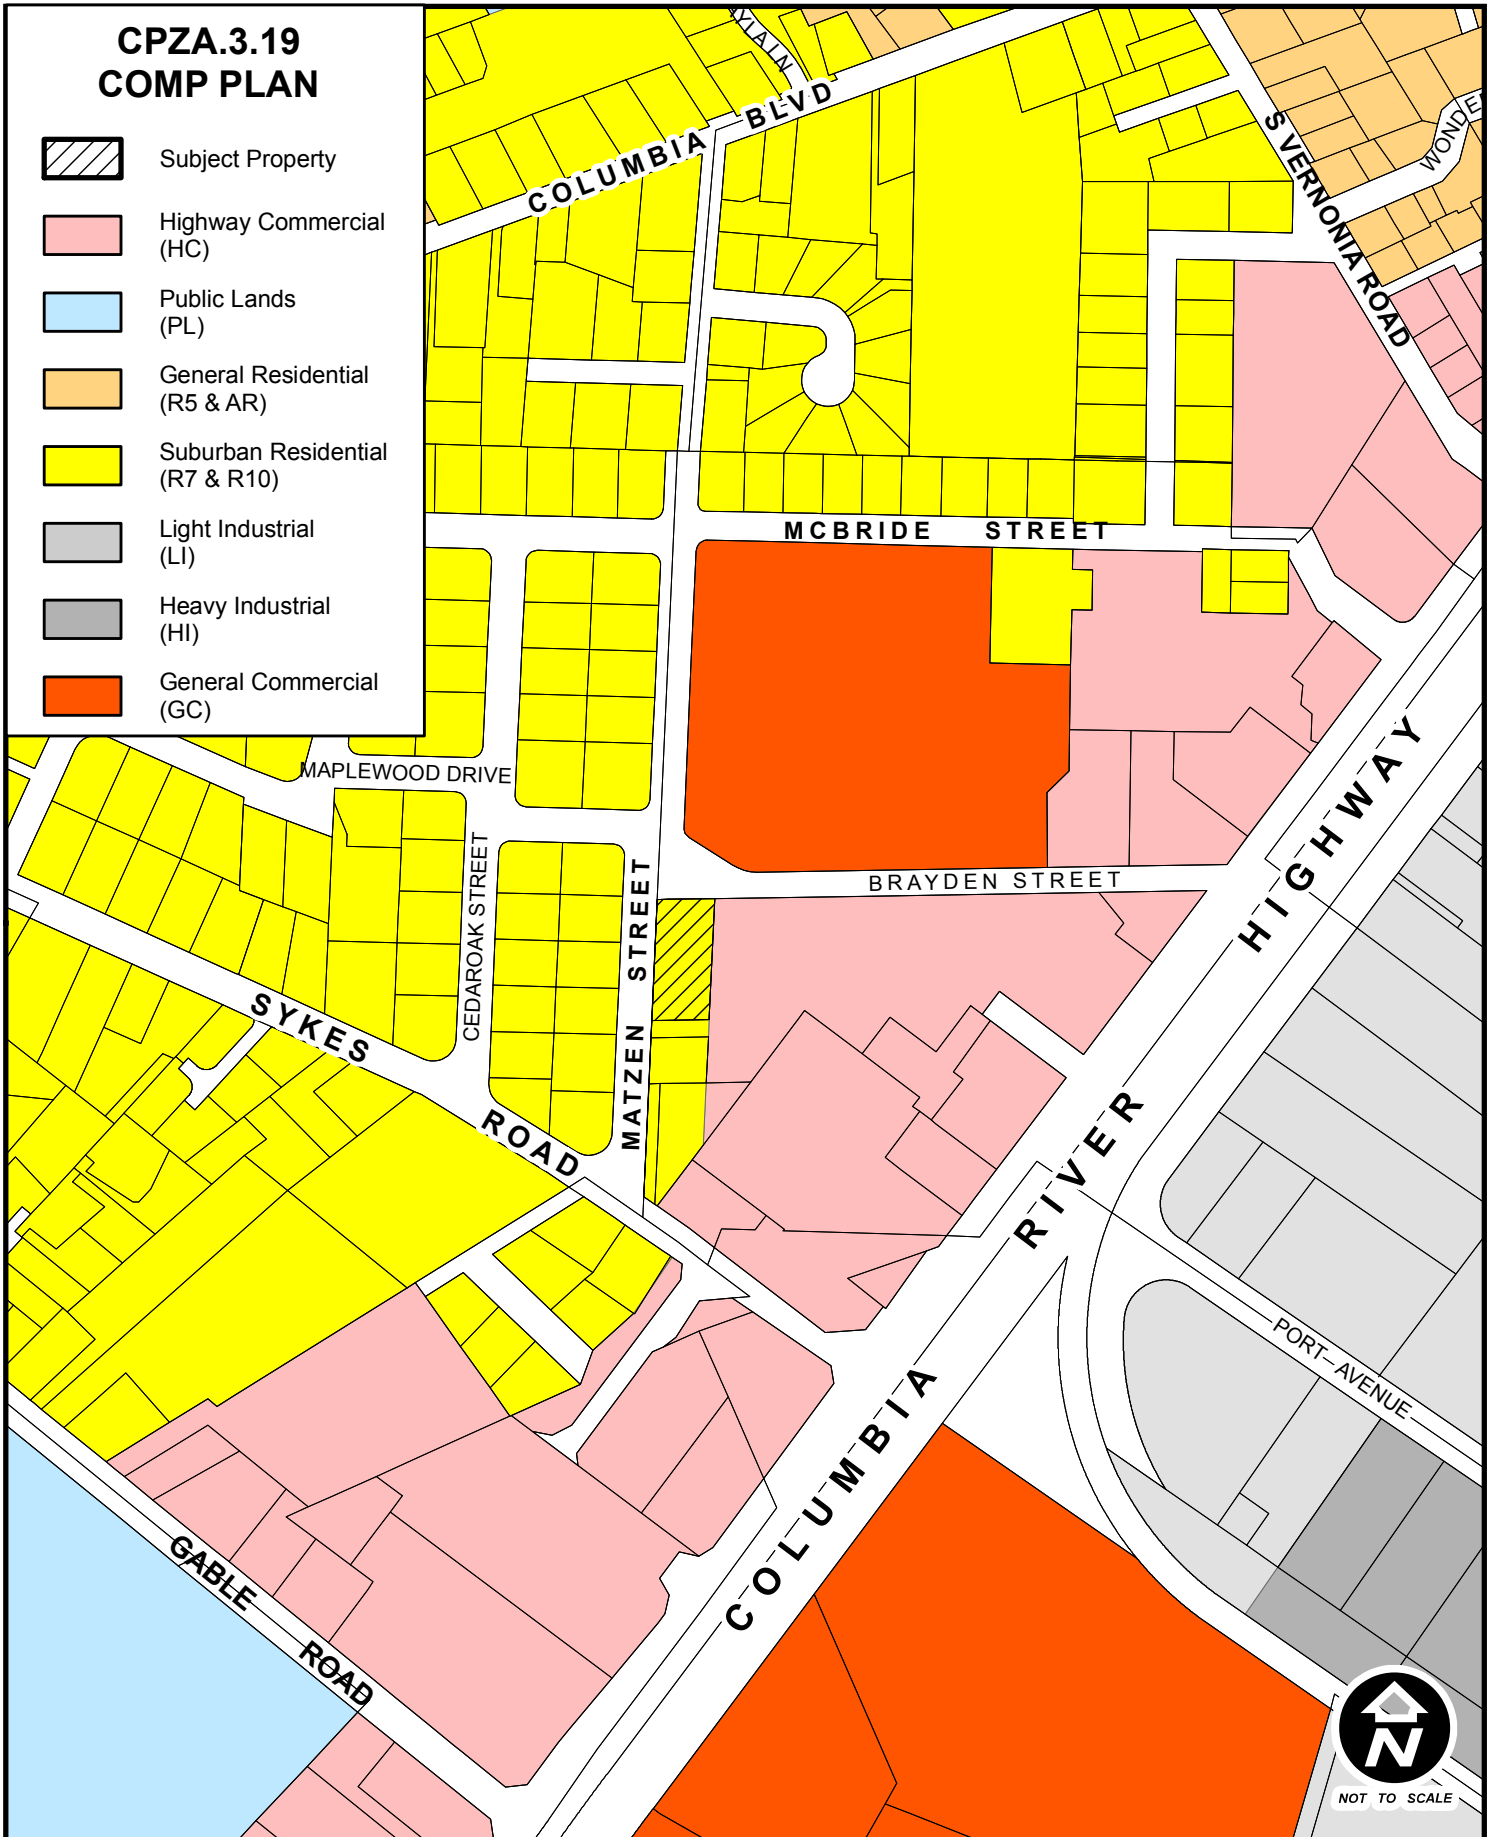 CPZA.3.19
COMP PLAN
Subject Property
Highway Commercial
(HC)
Public Lands
(PL)
General Residential
(R5 & AR)
Suburban Residential
(R7 & R10)
Light Industrial
(LI)
Heavy Industrial
(HI)
General Commercial
(GC)
COLUMBIA BLVD
S VERNONIA ROAD
MCBRIDE STREET
MAPLEWOOD DRIVE
CEDAROAK STREET
MATZEN STREET
BRAYDEN STREET
SYKES ROAD
COLUMBIA RIVER HIGHWAY
PORT AVENUE
GABLE ROAD
N
NOT TO SCALE